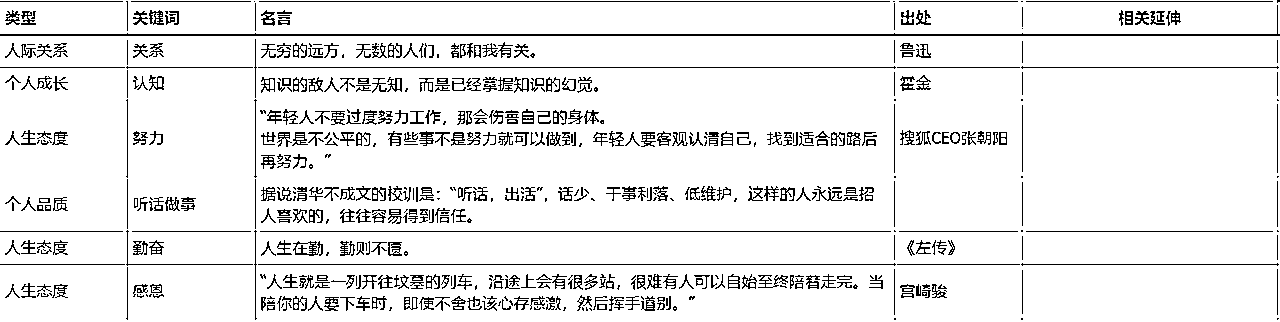 类型 关键词 名言 出处 相关延伸
人际关系 关系 无穷的远方，无数的人们，都和我有关。 鲁迅
个人成长 认知 知识的敌人不是无知，而是已经掌握知识的幻觉。 霍金
人生态度 努力 “年轻人不要过度努力工作，那会伤害自己的身体。
世界是不公平的，有些事不是努力就可以做到，年轻人要客观认清自己，找到适合的路后
再努力。” 搜狐CEO张朝阳
个人品质 听话做事 据说清华不成文的校训是：“听话，出活”，话少、干事利落、低维护，这样的人永远是招
人喜欢的，往往容易得到信任。
人生态度 勤奋 人生在勤，勤则不匮。 《左传》
人生态度 感恩 “人生就是一列开往坟墓的列车，沿途上会有很多站，很难有人可以自始至终陪着走完。当
陪你的人要下车时，即使不舍也该心存感激，然后挥手道别。” 宫崎骏